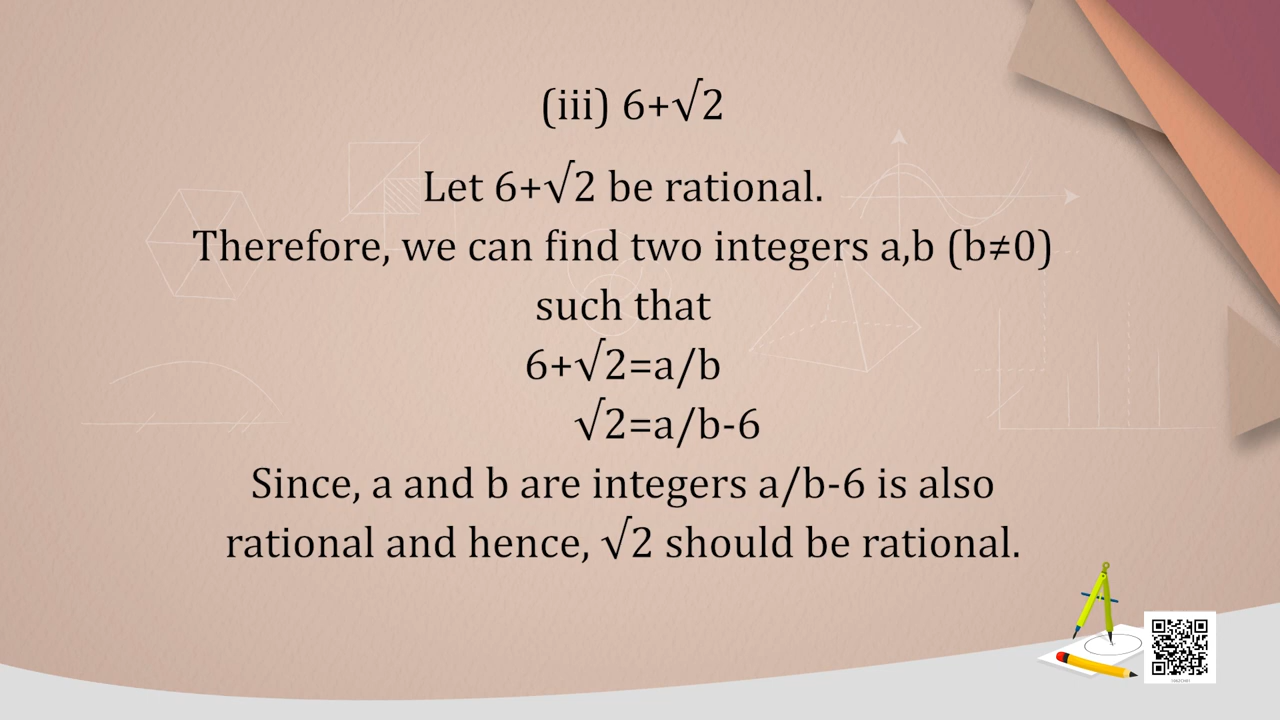 (iii) 6+√2
Let 6+√2 be rational.
Therefore, we can find two integers a,b (b≠0)
such that
6+√2=a/b
√2=a/b-6
Since, a and b are integers a/b-6 is also
rational and hence, √2 should be rational.